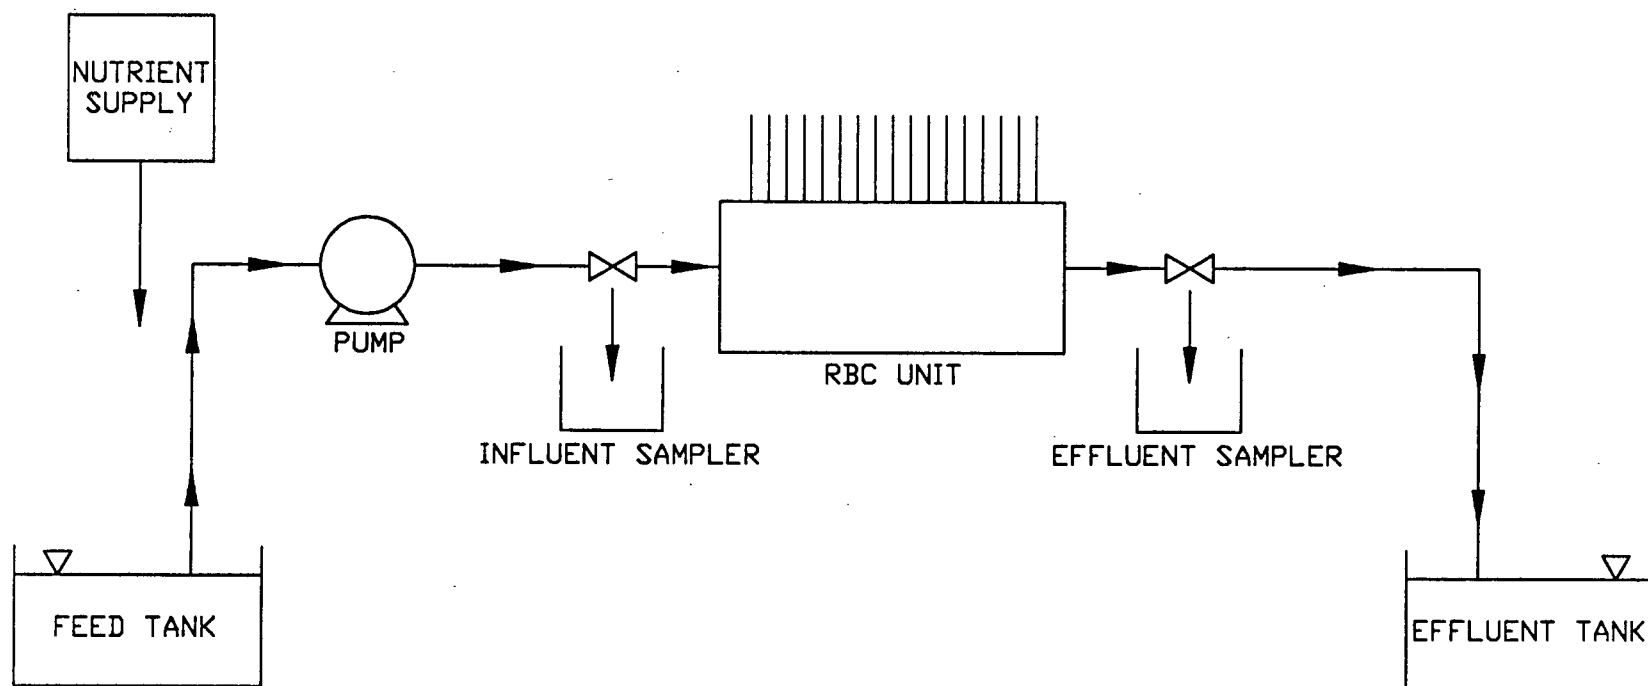 NUTRIENT
SUPPLY
PUMP
RBC UNIT
INFLUENT SAMPLER
EFFLUENT SAMPLER
FEED TANK
EFFLUENT TANK